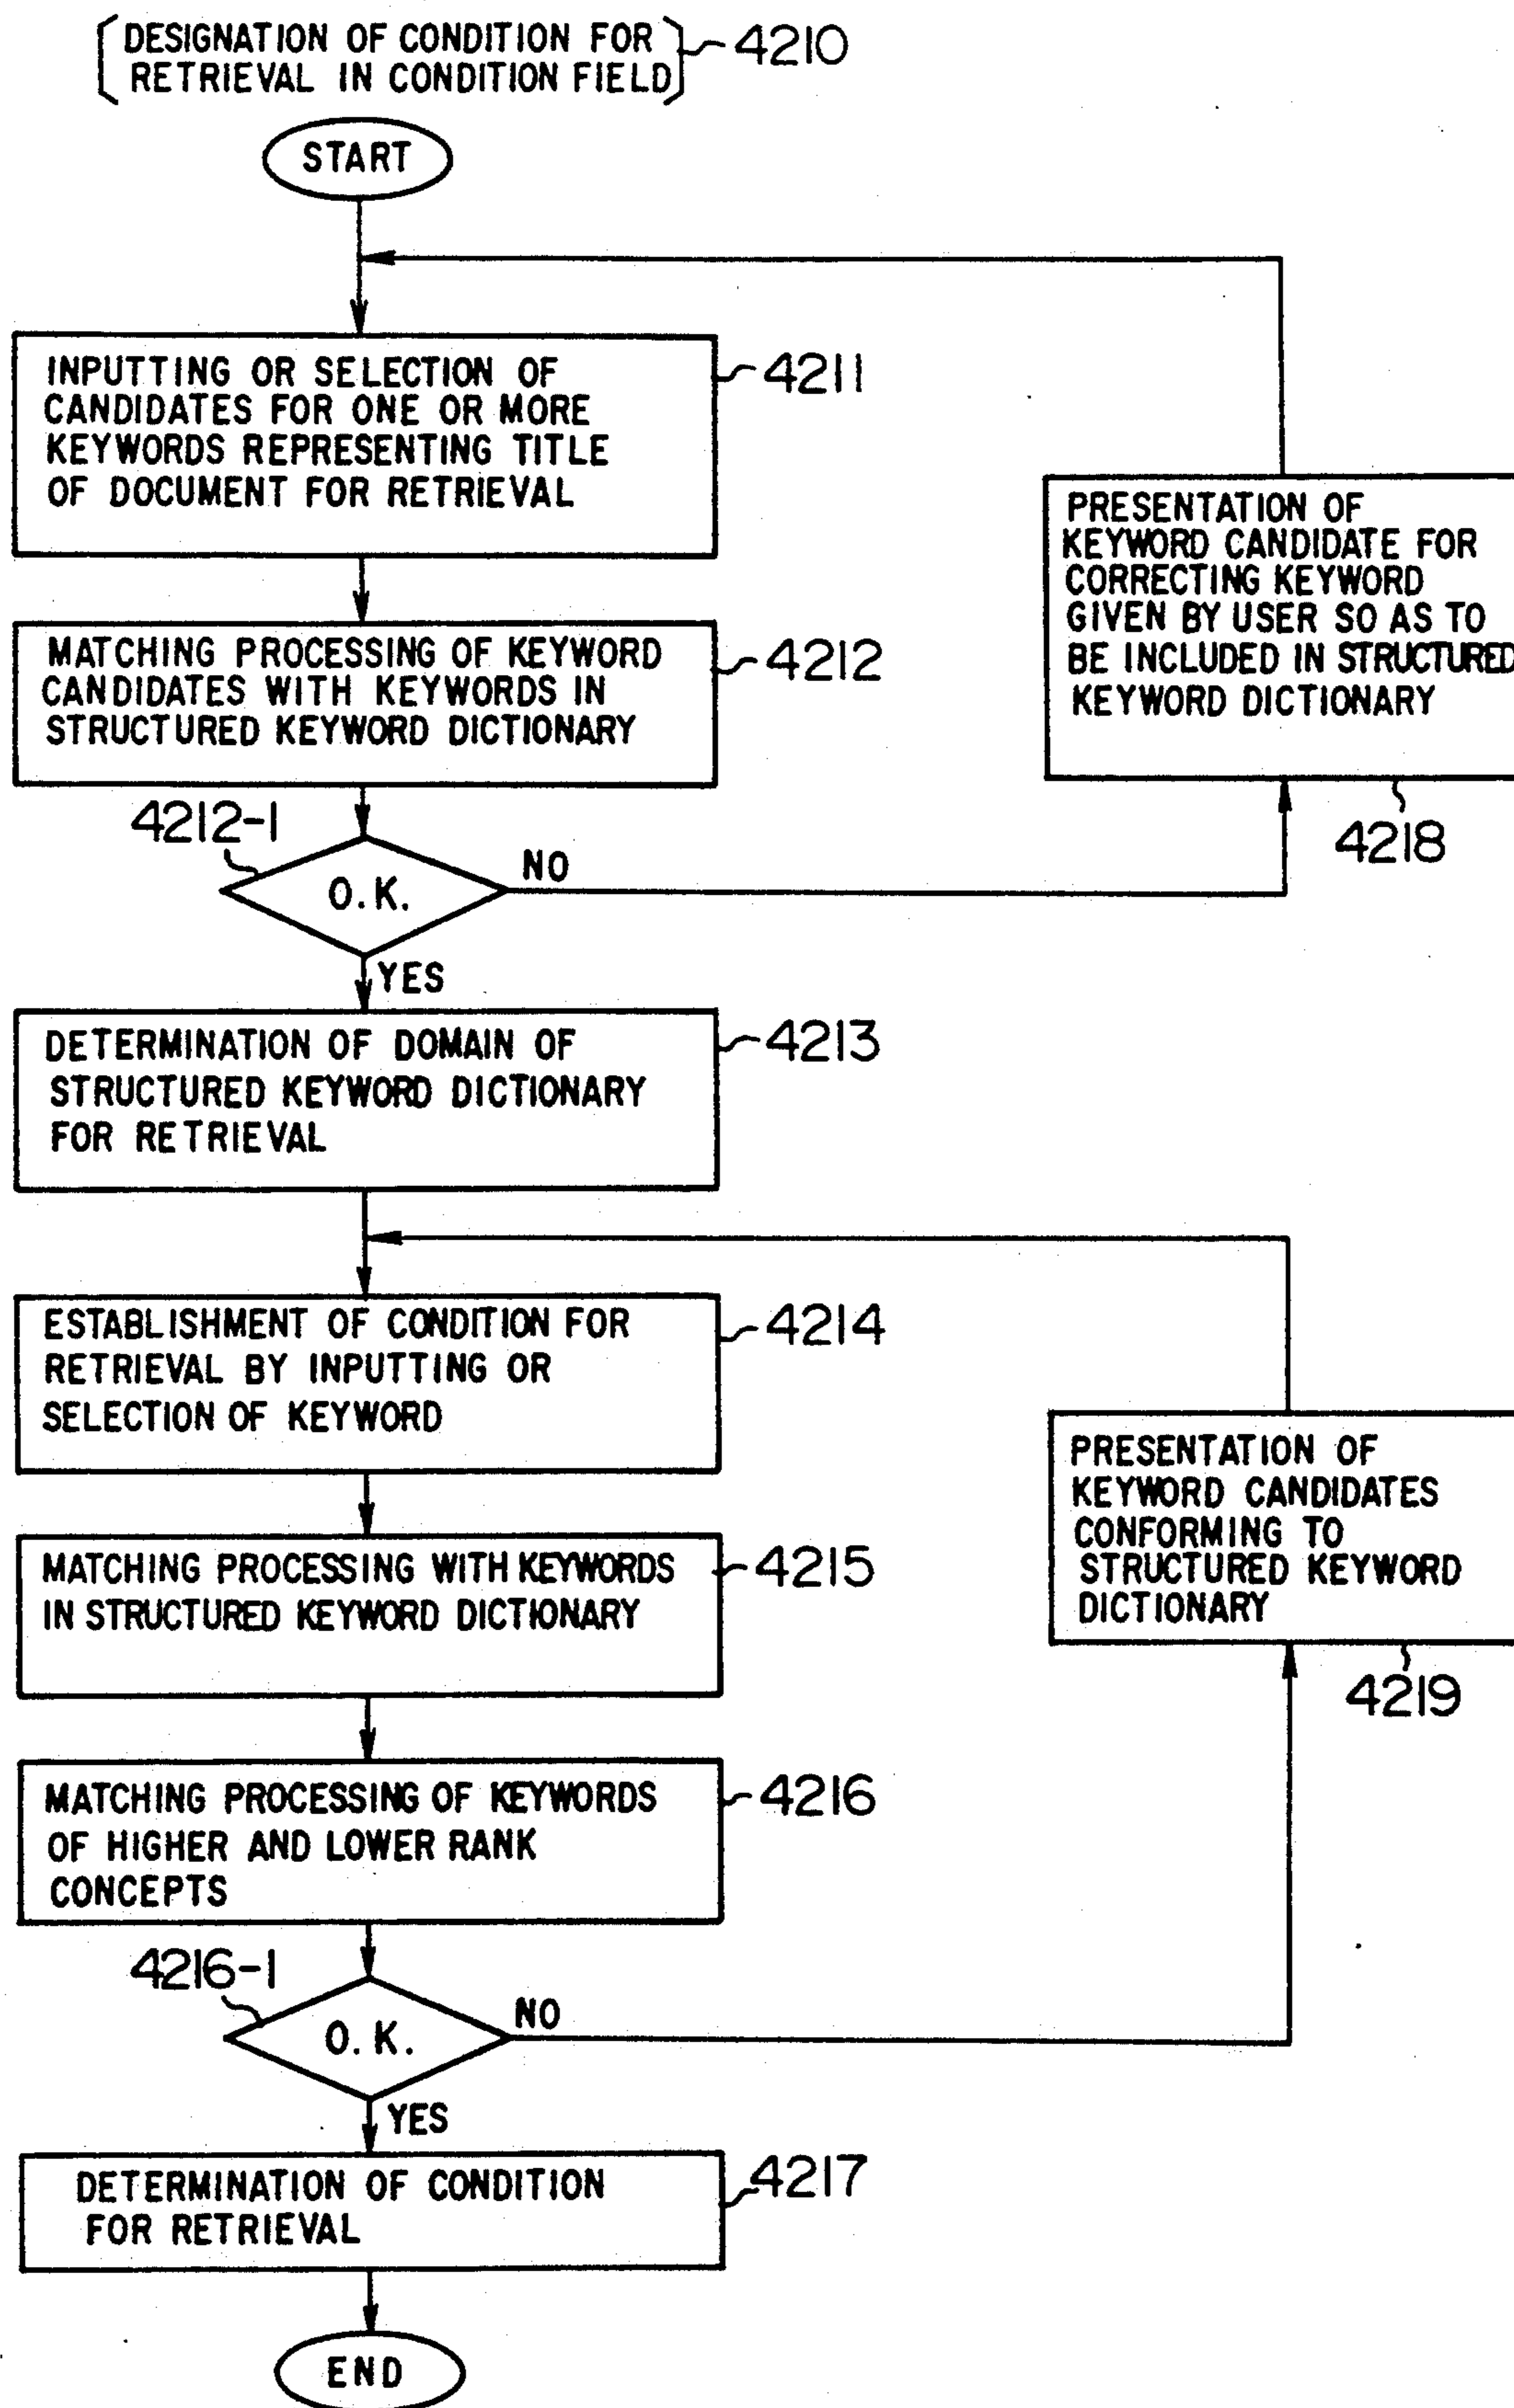 DESIGNATION OF CONDITION FOR
RETRIEVAL IN CONDITION FIELD
4210
START
INPUTTING OR SELECTION OF
CANDIDATES FOR ONE OR MORE
KEYWORDS REPRESENTING TITLE
OF DOCUMENT FOR RETRIEVAL
4211
MATCHING PROCESSING OF KEYWORD
CANDIDATES WITH KEYWORDS IN
STRUCTURED KEYWORD DICTIONARY
4212
PRESENTATION OF
KEYWORD CANDIDATE FOR
CORRECTING KEYWORD
GIVEN BY USER SO AS TO
BE INCLUDED IN STRUCTURED
KEYWORD DICTIONARY
4218
4212-1
O.K.
NO
YES
DETERMINATION OF DOMAIN OF
STRUCTURED KEYWORD DICTIONARY
FOR RETRIEVAL
4213
ESTABLISHMENT OF CONDITION FOR
RETRIEVAL BY INPUTTING OR
SELECTION OF KEYWORD
4214
MATCHING PROCESSING WITH KEYWORDS
IN STRUCTURED KEYWORD DICTIONARY
4215
PRESENTATION OF
KEYWORD CANDIDATES
CONFORMING TO
STRUCTURED KEYWORD
DICTIONARY
4219
MATCHING PROCESSING OF KEYWORDS
OF HIGHER AND LOWER RANK
CONCEPTS
4216
4216-1
O.K.
NO
YES
DETERMINATION OF CONDITION
FOR RETRIEVAL
4217
END